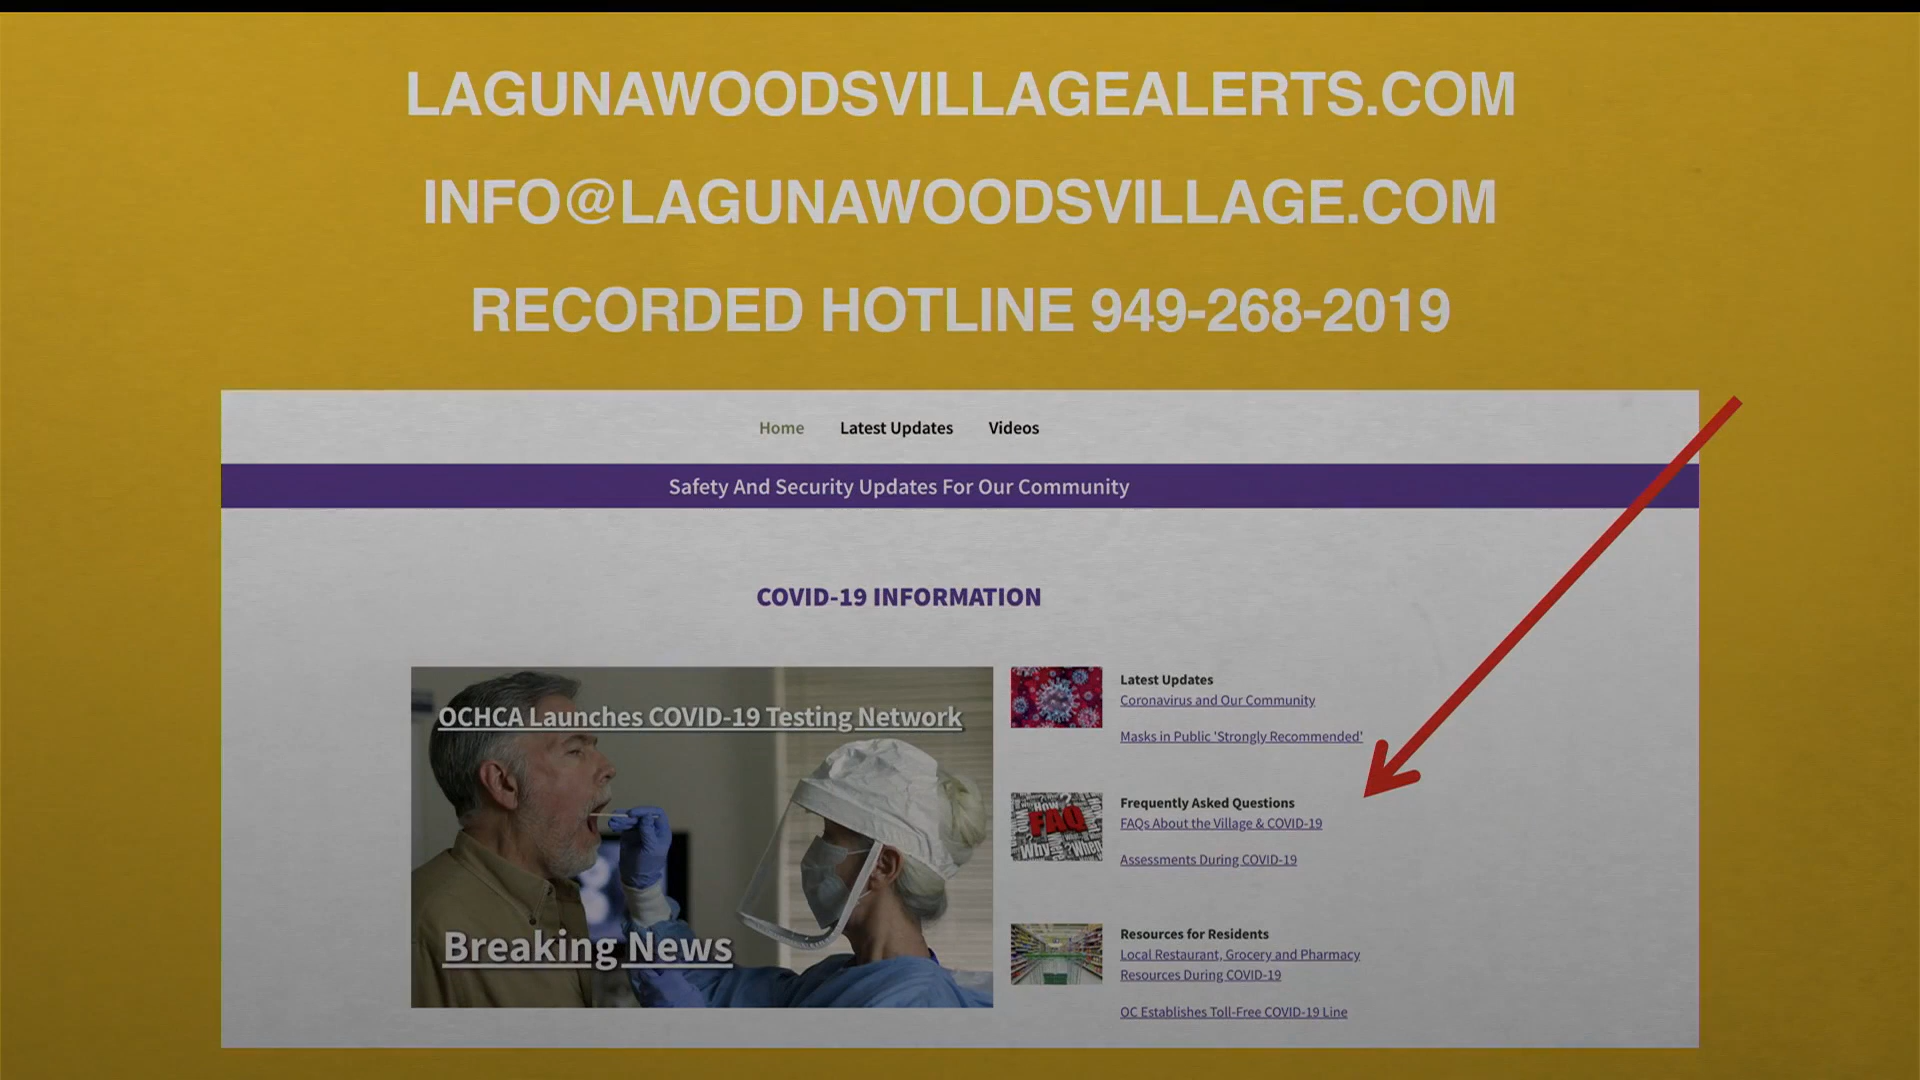 LAGUNAWOODSVILLAGEALERTS.COM
INFO@LAGUNAWOODSVILLAGE.COM
RECORDED HOTLINE 949-268-2019
Home Latest Updates Videos
Safety And Security Updates For Our Community
COVID-19 INFORMATION
OCHCA Launches COVID-19 Testing Network
Breaking News
Latest Updates
Coronavirus and Our Community
Masks in Public 'Strongly Recommended'
How?
FAQ
Why
?When
Frequently Asked Questions
FAQs About the Village & COVID-19
Assessments During COVID-19
Resources for Residents
Local Restaurant, Grocery and Pharmacy
Resources During COVID-19
OC Establishes Toll-Free COVID-19 Line